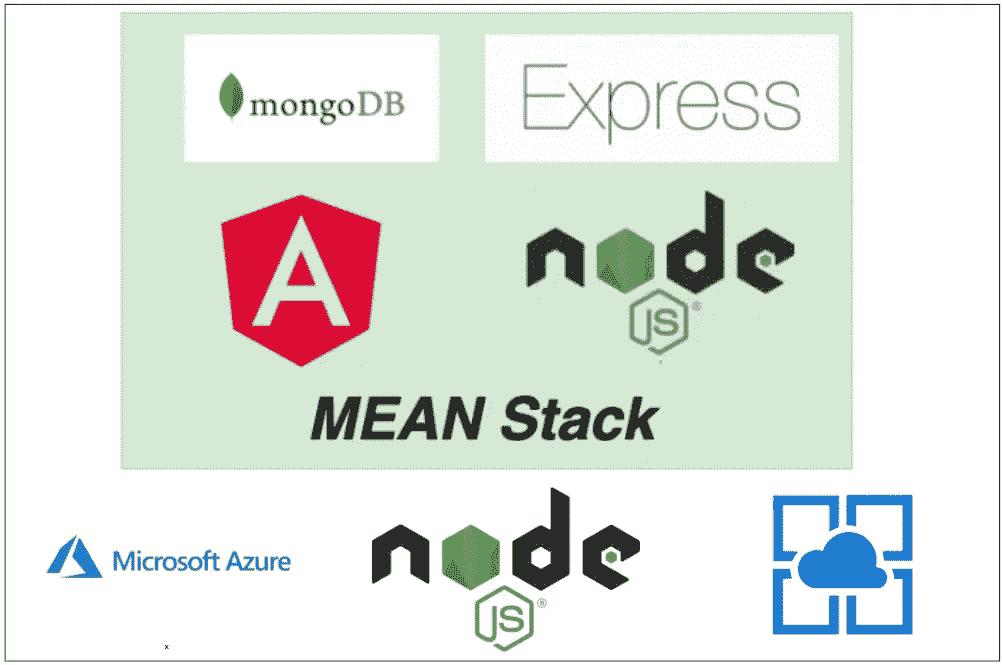 mongoDB
Express
A
node
JS®
MEAN Stack
Microsoft Azure
node
JS®
x